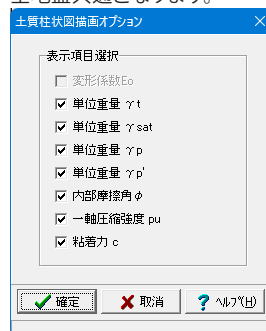 土質柱状図描画オプション
表示項目選択
変形係数Eo
単位重量 γt
単位重量 γsat
単位重量 γp
単位重量 γp'
内部摩擦角φ
一軸圧縮強度 pu
粘着力 c
確定
取消
ヘルプ(H)